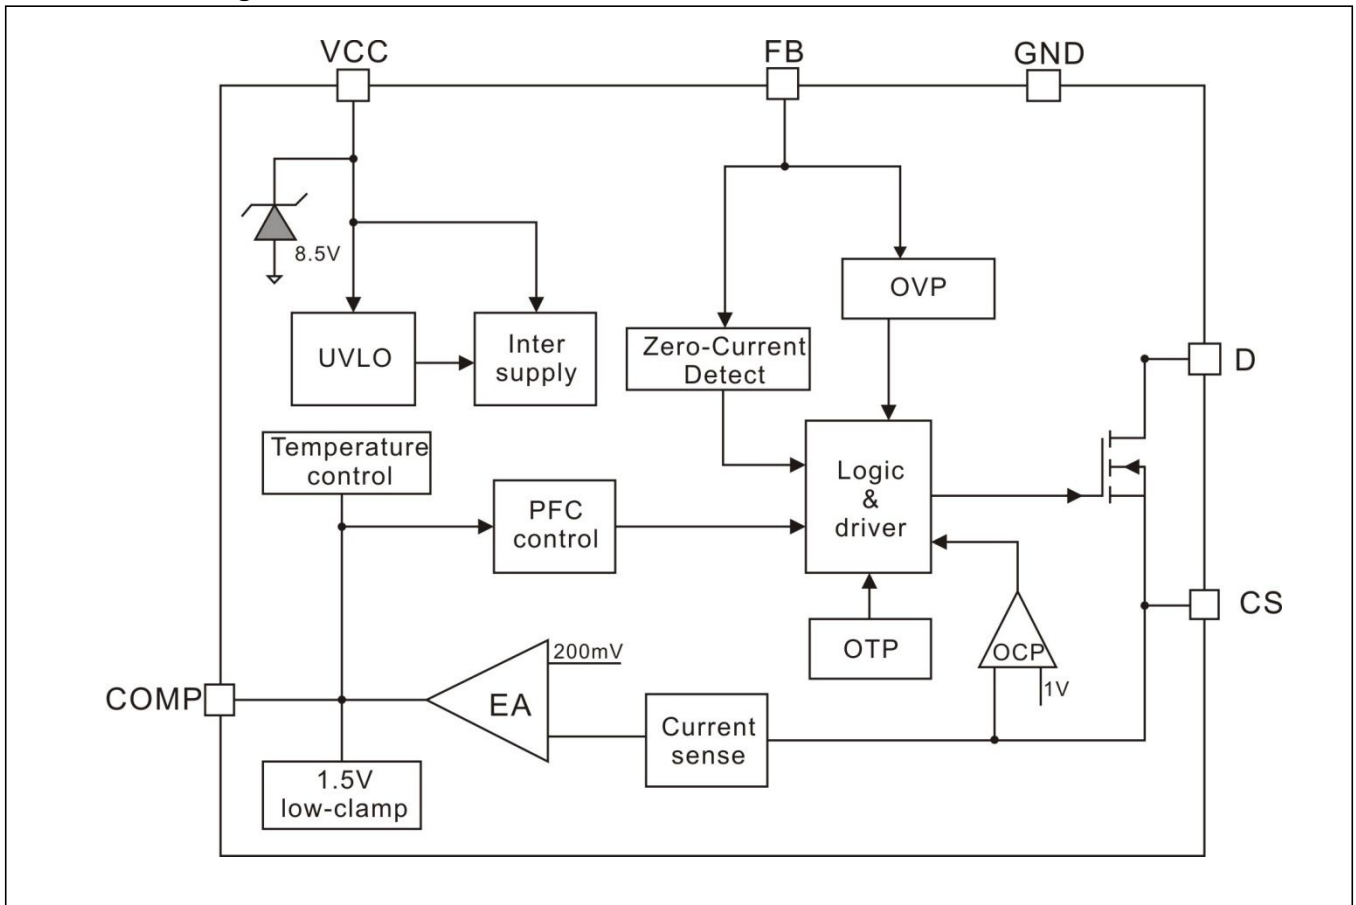 VCC
FB
GND
8.5V
OVP
UVLO
Inter
supply
Zero-Current
Detect
D
Temperature
control
PFC
control
Logic
&
driver
OTP
OCP
1V
CS
COMP
EA
200mV
Current
sense
1.5V
low-clamp